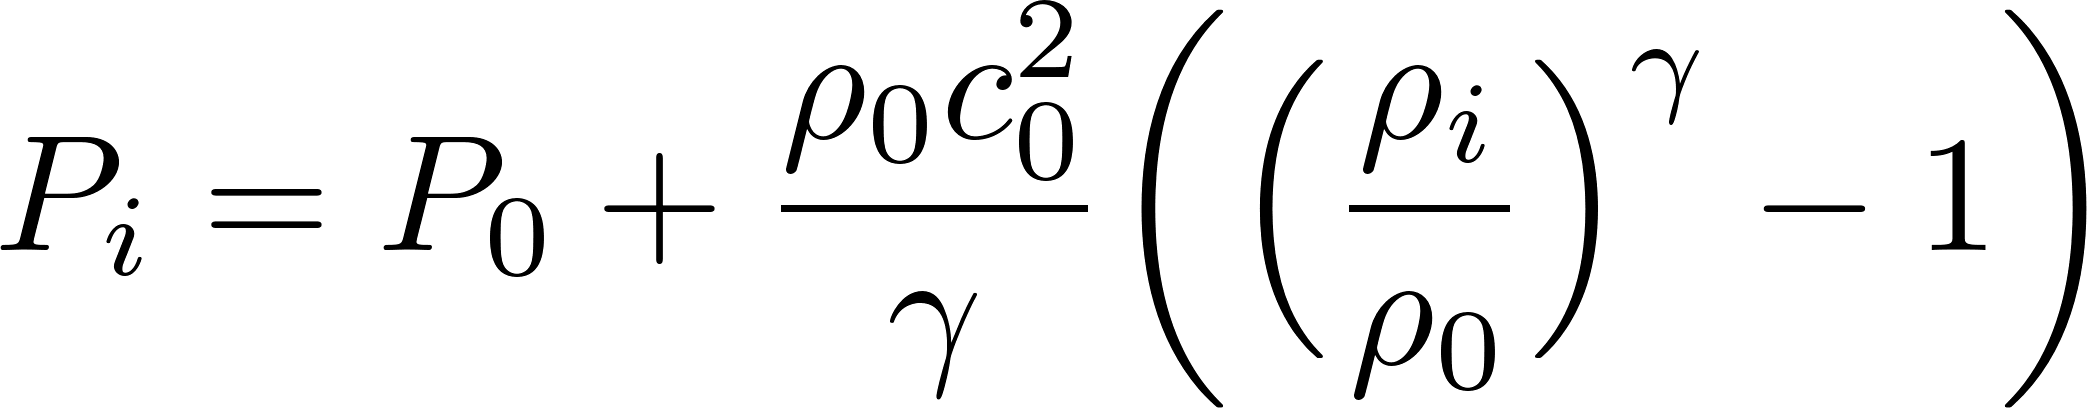 P_i = P_0 + \frac{\rho_0 c_0^2}{\gamma} \left( \left( \frac{\rho_i}{\rho_0} \right)^\gamma - 1 \right)